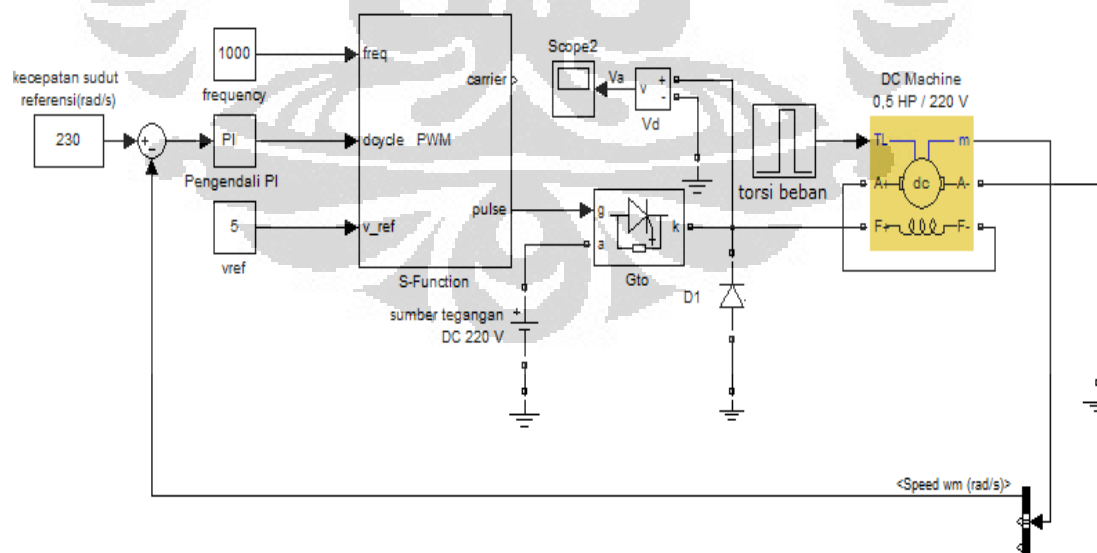 kecepatan sudut
referensi(rad/s)
230
+
-
1000
frequency
PI
Pengendali PI
5
vref
freq
dcycle
PWM
v_ref
carrier
pulse
S-Function
sumber tegangan
DC 220 V
+
Scope2
Va
v
+
-
Vd
g
a
k
Gto
D1
torsi beban
DC Machine
0,5 HP / 220 V
TL
m
A+
dc
A-
F+
F-
<Speed wm (rad/s)>